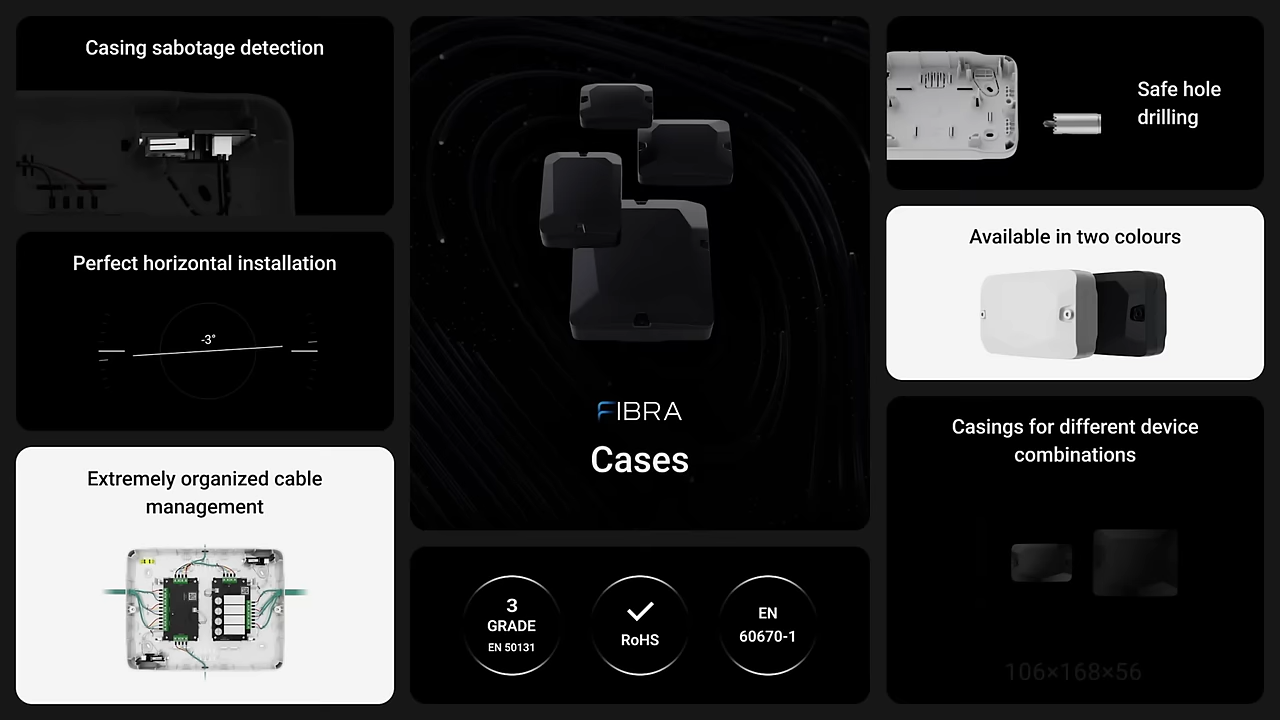 Casing sabotage detection
Perfect horizontal installation
-3°
Extremely organized cable
management
FIBRA
Cases
3
GRADE
EN 50131
RoHS
EN
60670-1
Safe hole
drilling
Available in two colours
Casings for different device
combinations
106×168×56